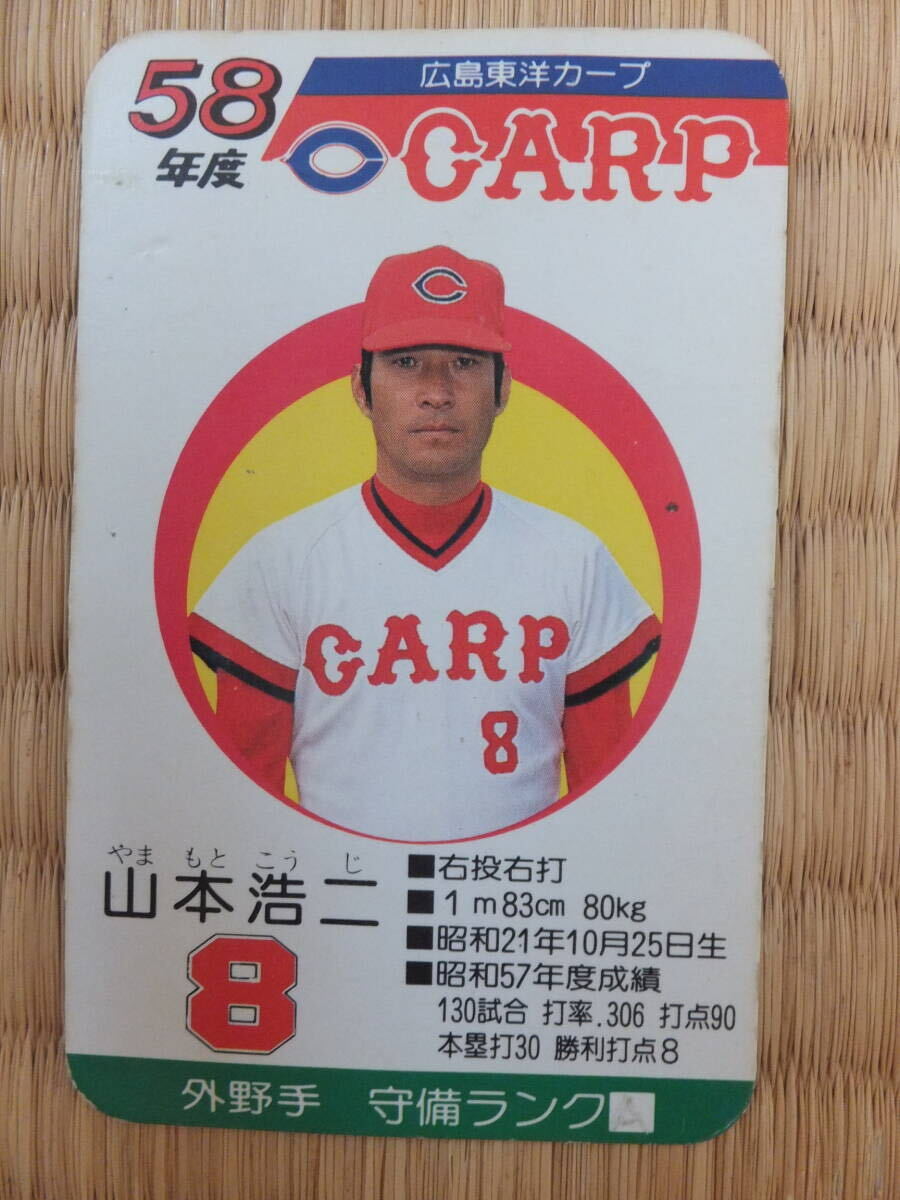 58
年度
広島東洋カープ
C CARP
C
CARP
8
やま もと こう じ
山本浩二
8
■右投右打
■1m83cm 80kg
■昭和21年10月25日生
■昭和57年度成績
130試合 打率.306 打点90
本塁打30 勝利打点8
外野手 守備ランク